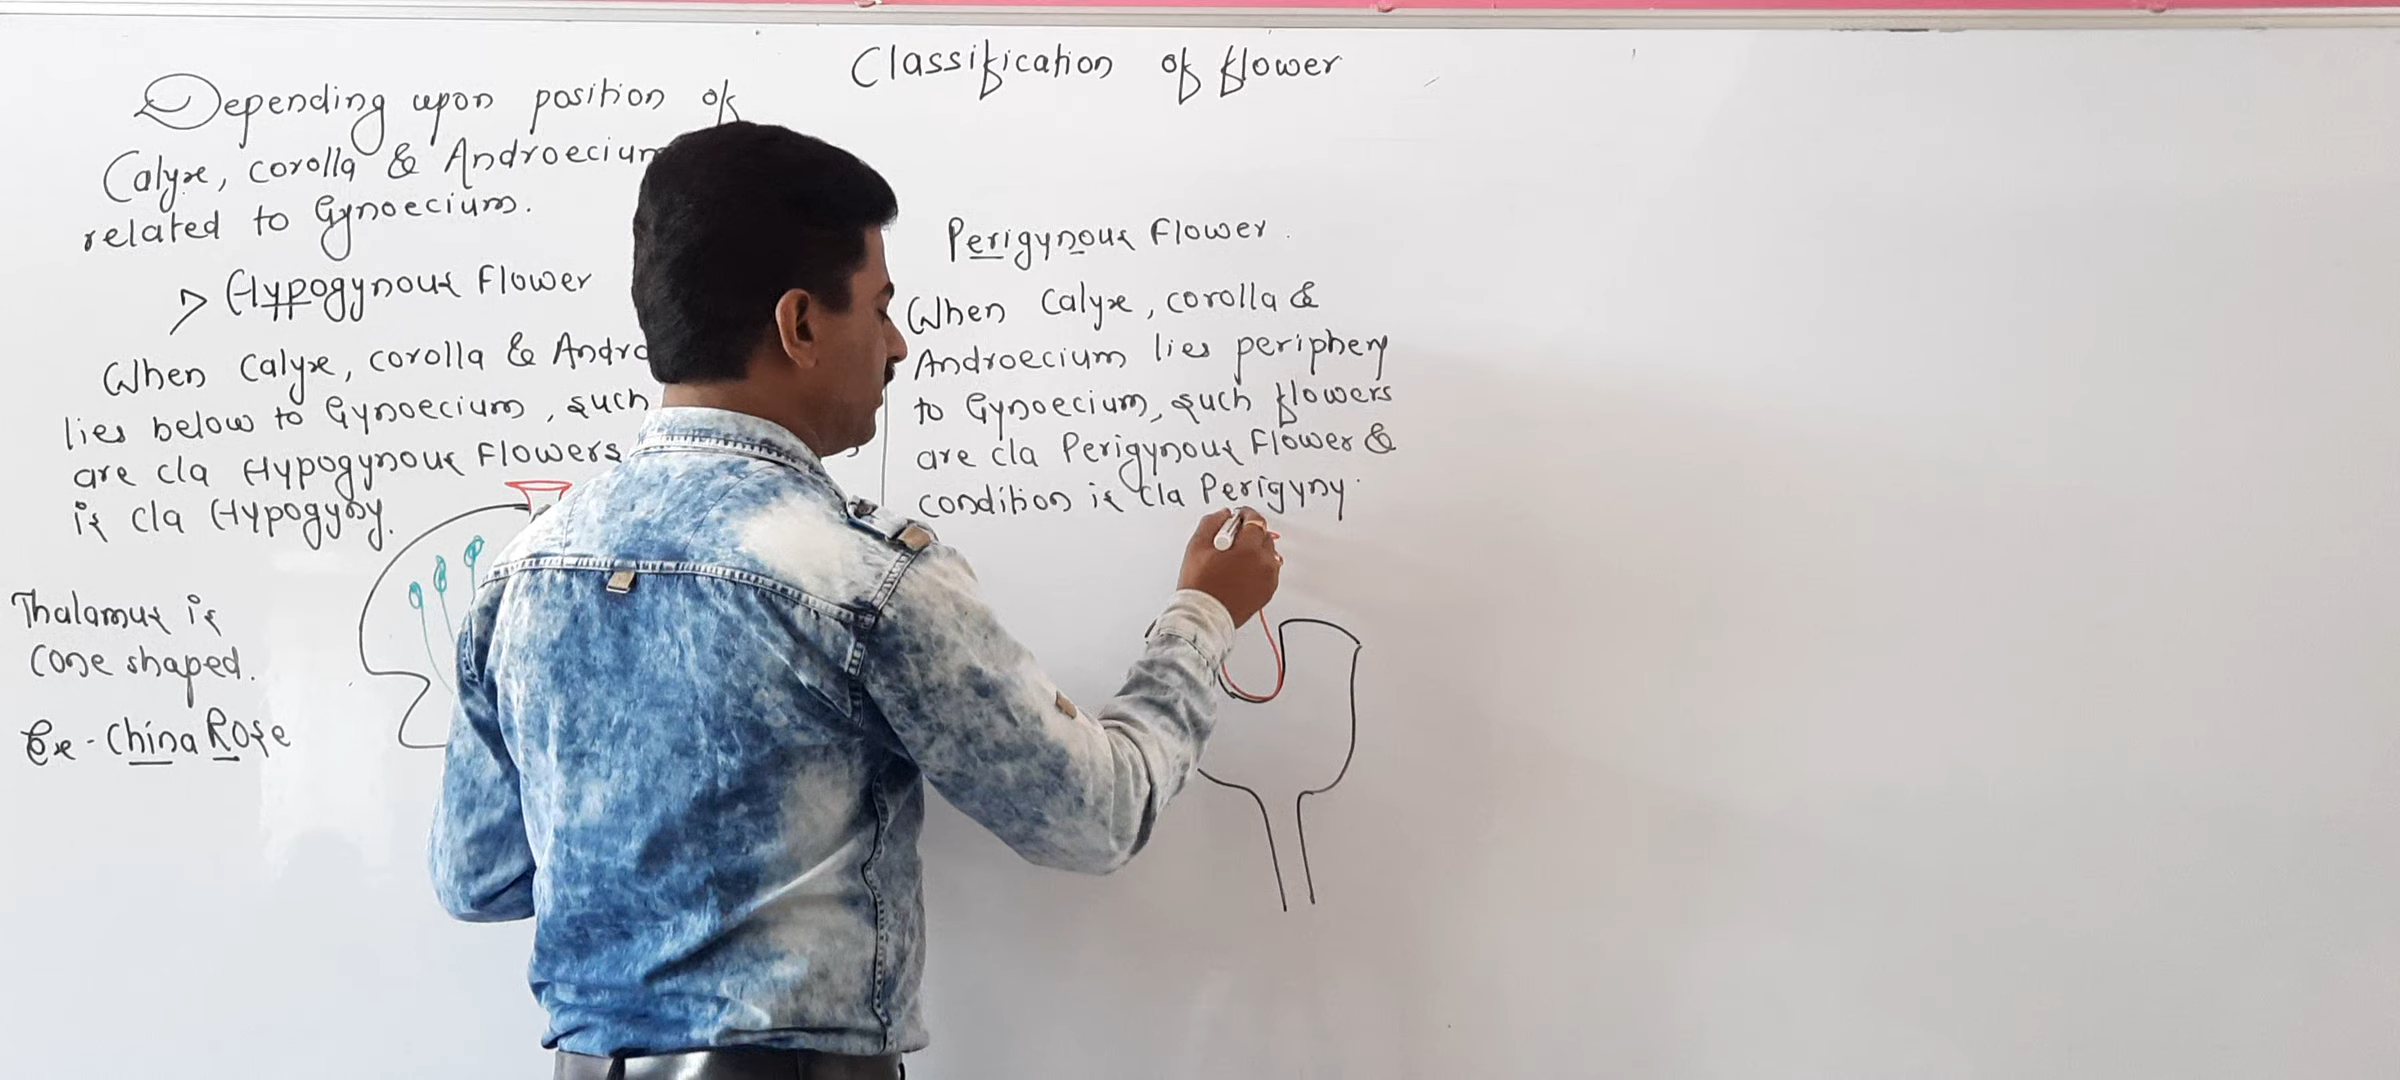 Classification of flower
Depending upon position of
Calyx, corolla & Androecium
related to Gynoecium.
> Hypogynous Flower
When Calyx, corolla & Andro
lies below to Gynoecium, such
are cla Hypogynous Flowers
is cla Hypogyny.
Thalamus is
Cone shaped.
Ex - China Rose
Perigynous Flower.
When Calyx, corolla &
Androecium lies periphery
to Gynoecium, such flowers
are cla Perigynous Flower &
condition is cla Perigyny.